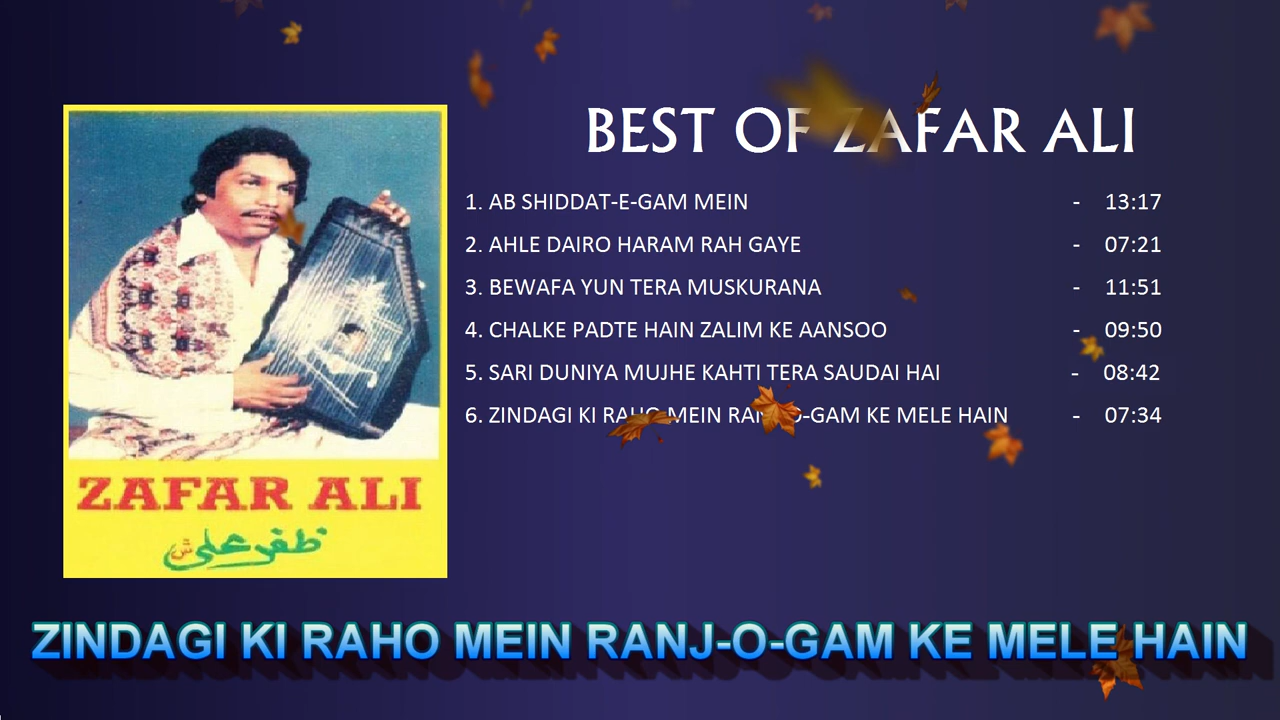 BEST OF ZAFAR ALI
1. AB SHIDDAT-E-GAM MEIN - 13:17
2. AHLE DAIRO HARAM RAH GAYE - 07:21
3. BEWAFA YUN TERA MUSKURANA - 11:51
4. CHALKE PADTE HAIN ZALIM KE AANSOO - 09:50
5. SARI DUNIYA MUJHE KAHTI TERA SAUDAI HAI - 08:42
6. ZINDAGI KI RAHO MEIN RANJ-O-GAM KE MELE HAIN - 07:34
ZAFAR ALI
ظفر علی
ZINDAGI KI RAHO MEIN RANJ-O-GAM KE MELE HAIN